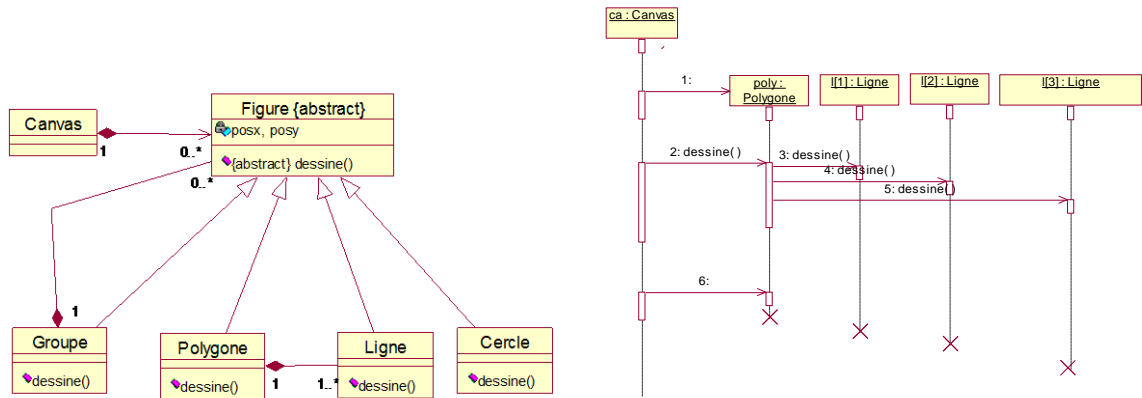 Canvas
1
0..*
Figure {abstract}
posx, posy
{abstract} dessine()
0..*
1
Groupe
dessine()
Polygone
dessine()
1
1..*
Ligne
dessine()
Cercle
dessine()
ca : Canvas
1:
poly :
Polygone
l[1] : Ligne
l[2] : Ligne
l[3] : Ligne
2: dessine( )
3: dessine( )
4: dessine( )
5: dessine( )
6: